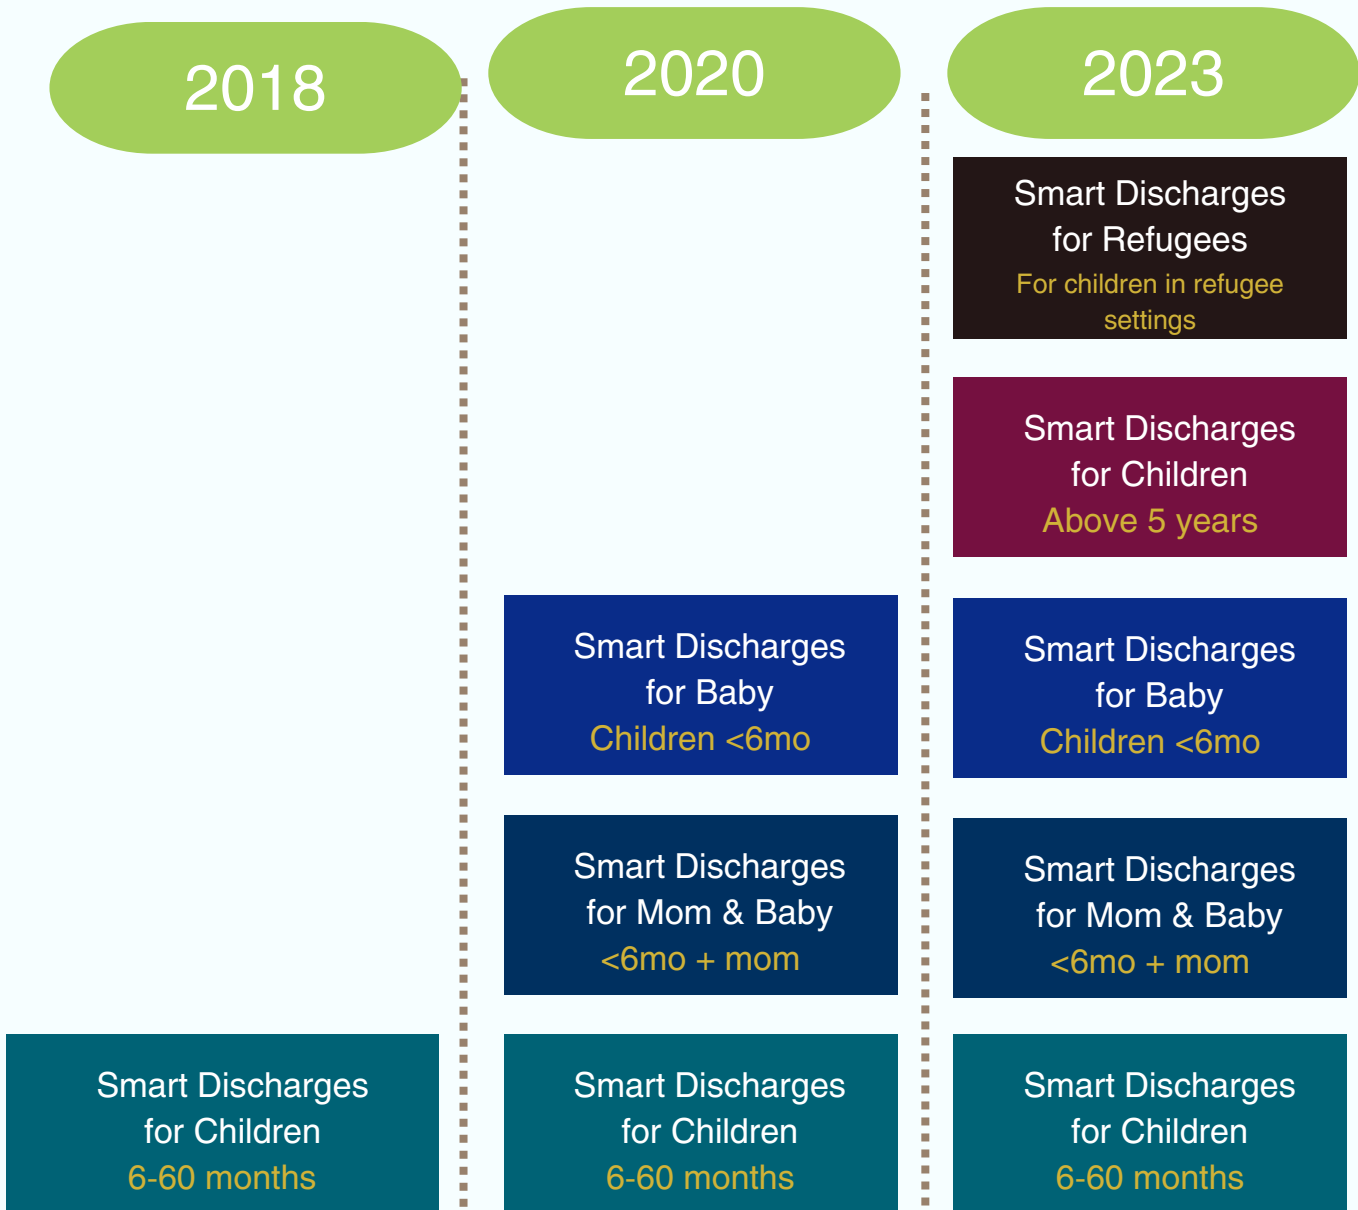 2018
2020
2023
Smart Discharges
for Refugees
For children in refugee
settings
Smart Discharges
for Children
Above 5 years
Smart Discharges
for Baby
Children <6mo
Smart Discharges
for Baby
Children <6mo
Smart Discharges
for Mom & Baby
<6mo + mom
Smart Discharges
for Mom & Baby
<6mo + mom
Smart Discharges
for Children
6-60 months
Smart Discharges
for Children
6-60 months
Smart Discharges
for Children
6-60 months